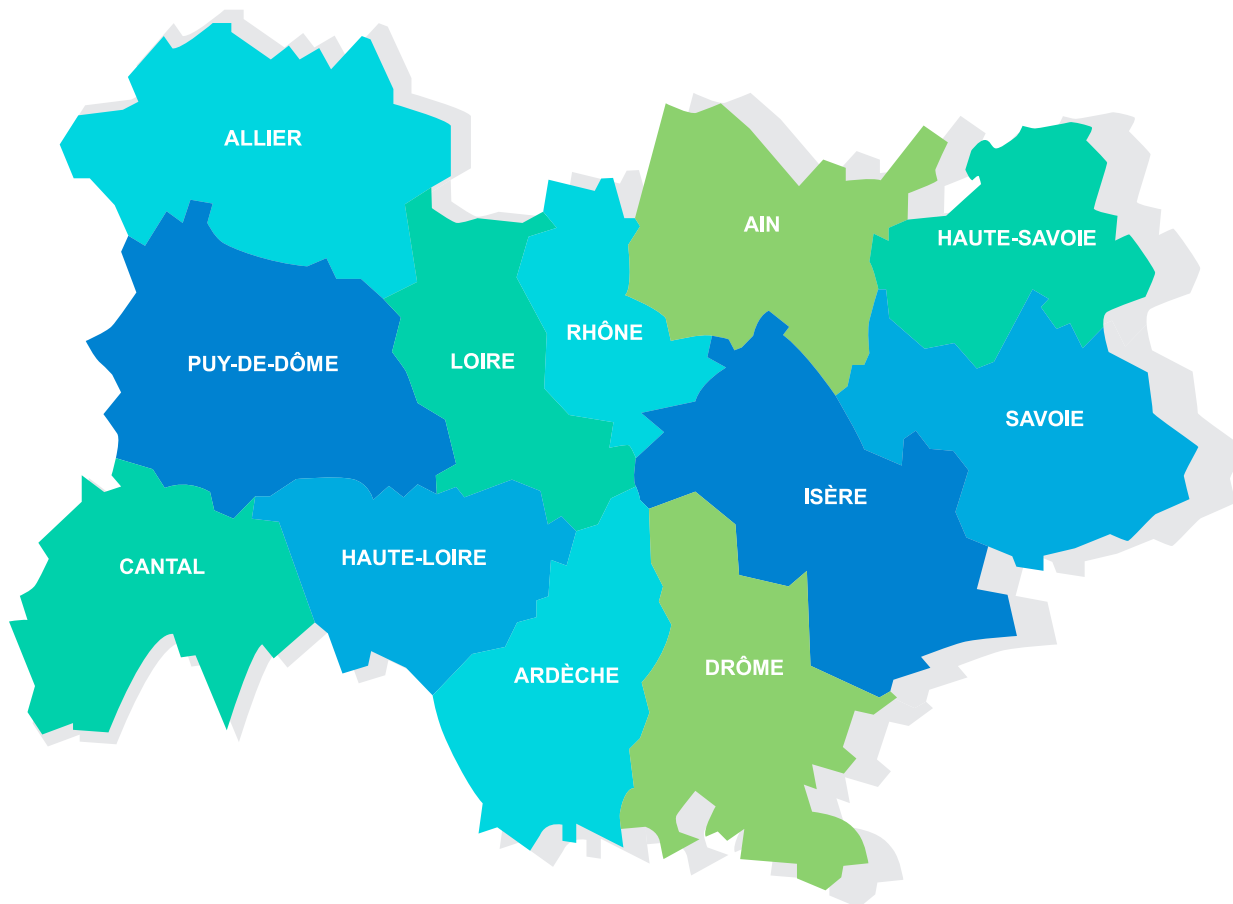 ALLIER
AIN
HAUTE-SAVOIE
RHÔNE
PUY-DE-DÔME
LOIRE
SAVOIE
ISÈRE
HAUTE-LOIRE
CANTAL
ARDÈCHE
DRÔME